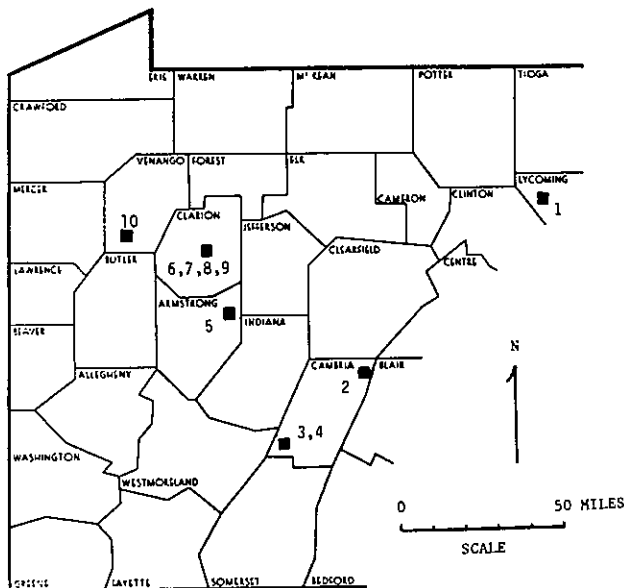 ERIE WARREN MC KEAN POTTER TIOGA
CRAWFORD
VENANGO FOREST ELK
MERCER CAMERON CLINTON LYCOMING
1
CLARION
10 JEFFERSON CLEARFIELD
BUTLER 6,7,8,9 CENTRE
LAWRENCE
ARMSTRONG
5 INDIANA
BEAVER
N
ALLEGHENY CAMBRIA BLAIR
2
3,4
WASHINGTON
WESTMORELAND
0 50 MILES
SCALE
GREENE FAYETTE SOMERSET BEDFORD